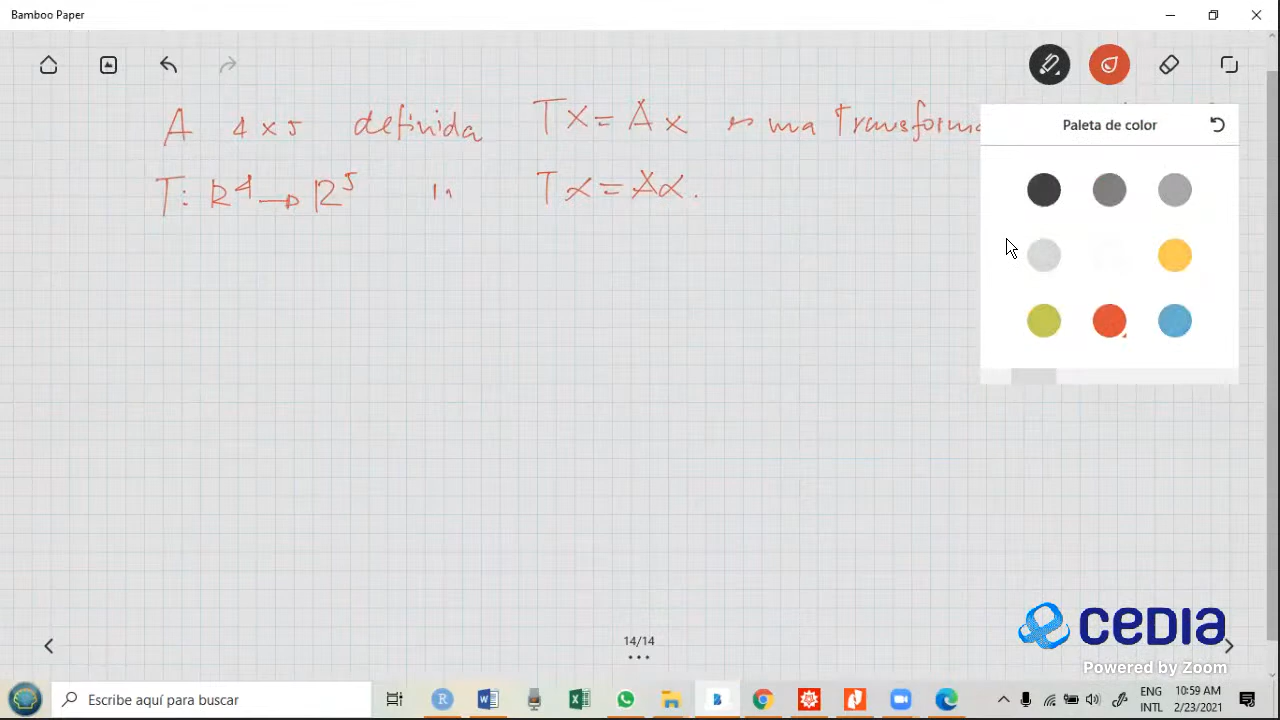 Bamboo Paper
A 4 x 5 definida Tx = Ax es una transforma
T: R⁴ → R⁵ Tx = Ax.
Paleta de color
14/14
cedia
Powered by Zoom
Escribe aquí para buscar
ENG
INTL
10:59 AM
2/23/2021